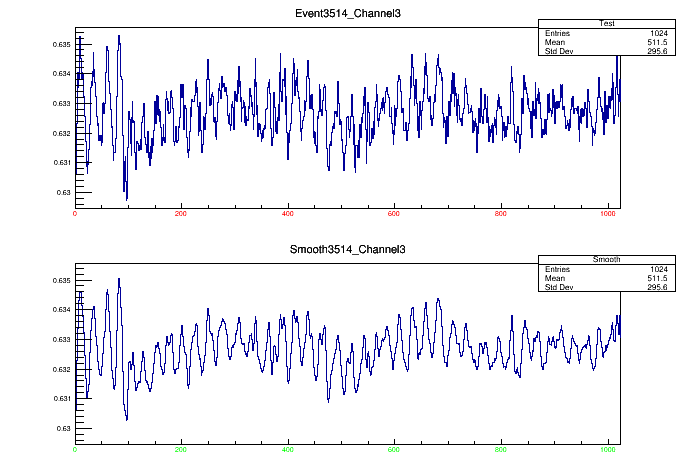 Event3514_Channel3
Test
Entries 1024
Mean 511.5
Std Dev 295.6
0.635
0.634
0.633
0.632
0.631
0.63
0 200 400 600 800 1000
Smooth3514_Channel3
Smooth
Entries 1024
Mean 511.5
Std Dev 295.6
0.635
0.634
0.633
0.632
0.631
0.63
0 200 400 600 800 1000